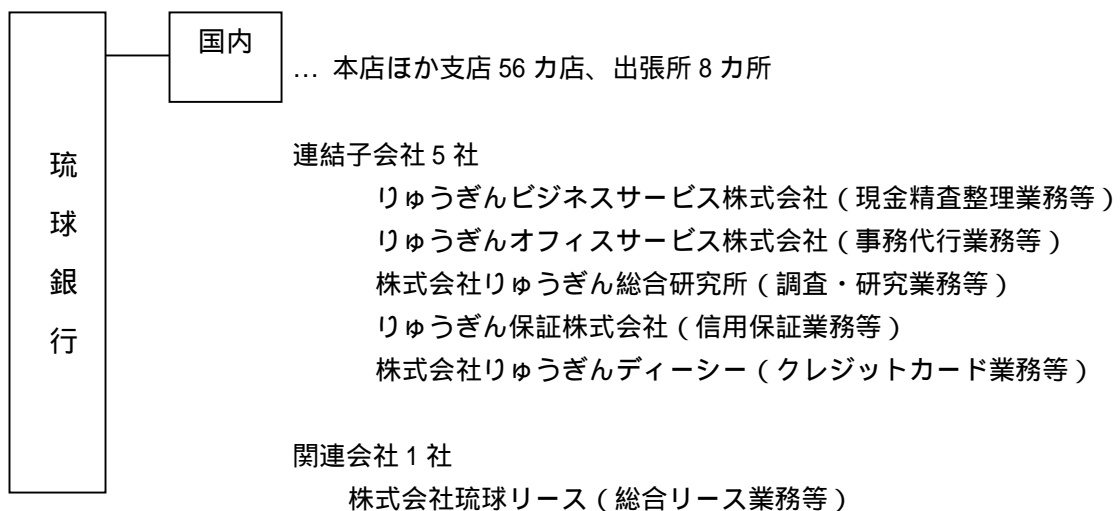 国内
… 本店ほか支店 56 カ店、出張所 8 カ所
琉
球
銀
行
連結子会社 5 社
りゅうぎんビジネスサービス株式会社（現金精査整理業務等）
りゅうぎんオフィスサービス株式会社（事務代行業務等）
株式会社りゅうぎん総合研究所（調査・研究業務等）
りゅうぎん保証株式会社（信用保証業務等）
株式会社りゅうぎんディーシー（クレジットカード業務等）
関連会社 1 社
株式会社琉球リース（総合リース業務等）